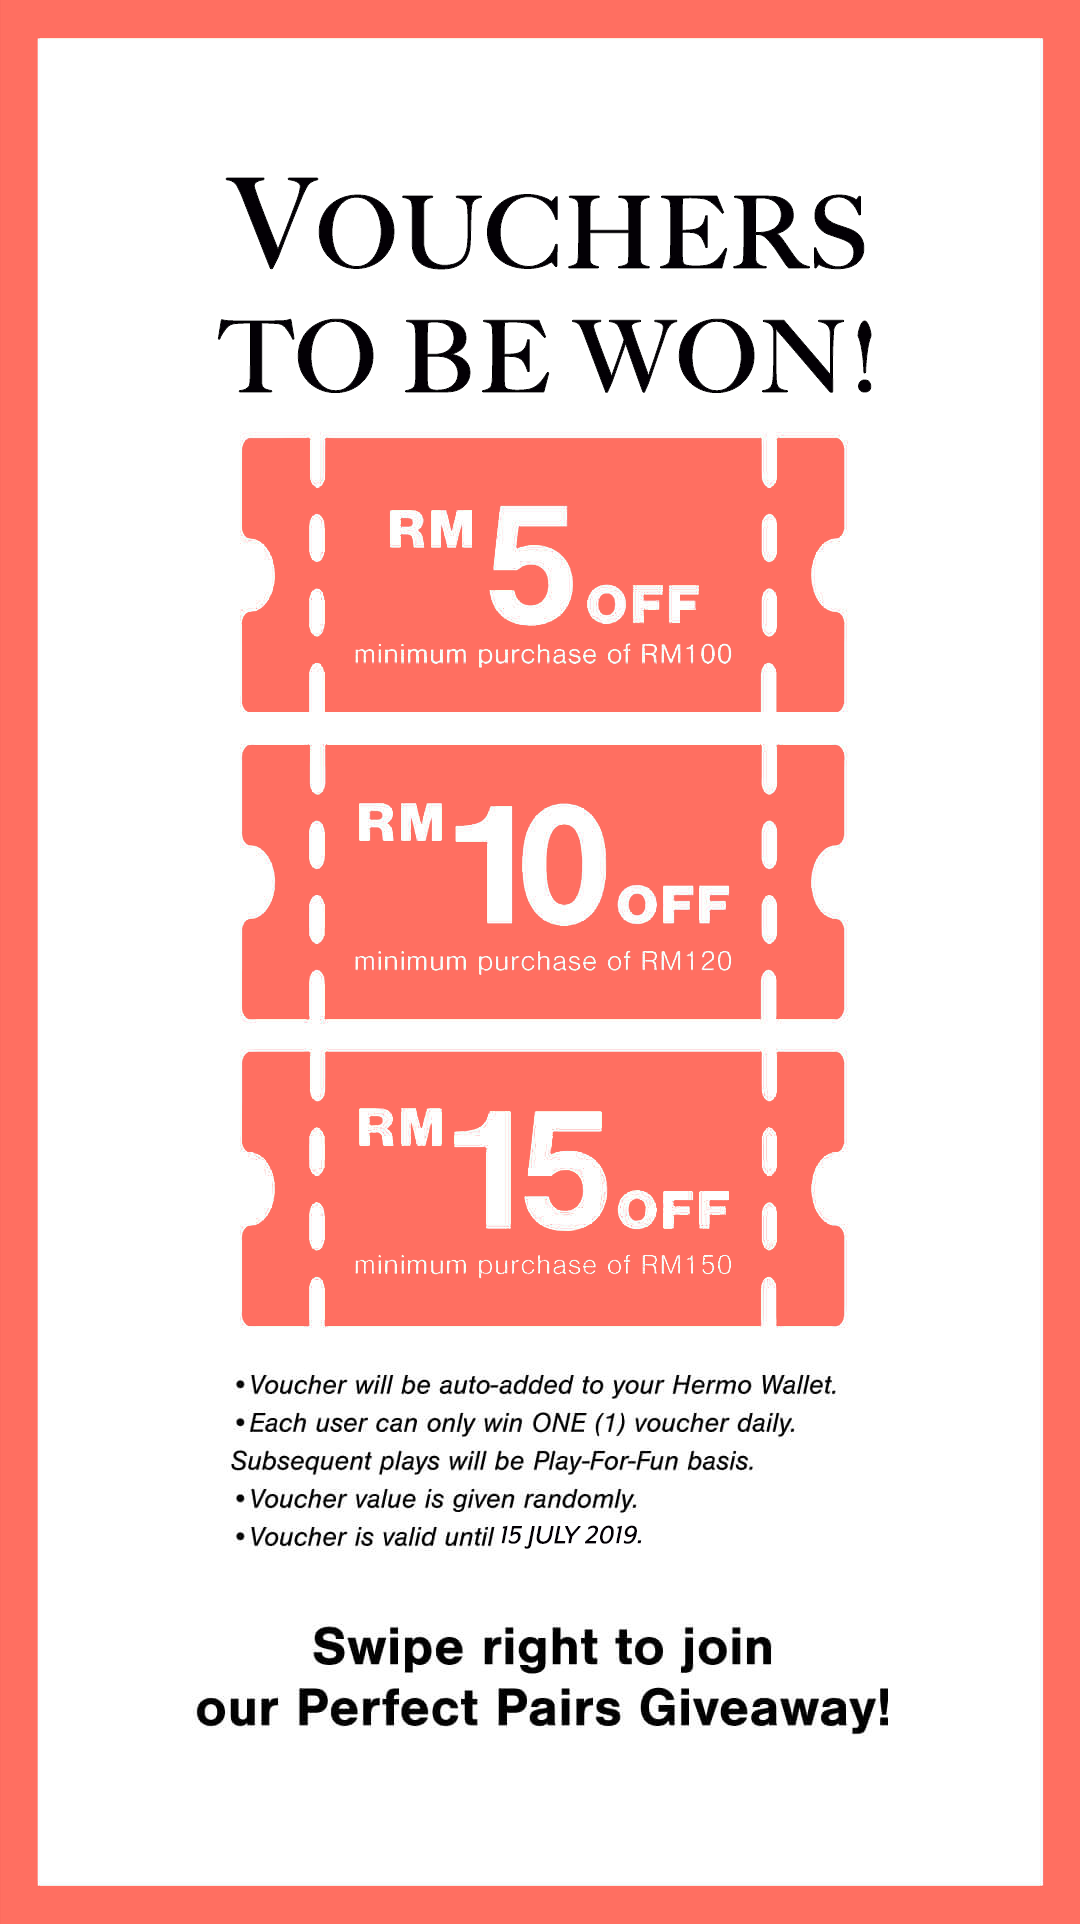 VOUCHERS
TO BE WON!
RM 5 OFF
minimum purchase of RM100
RM 10 OFF
minimum purchase of RM120
RM 15 OFF
minimum purchase of RM150
•Voucher will be auto-added to your Hermo Wallet.
•Each user can only win ONE (1) voucher daily.
Subsequent plays will be Play-For-Fun basis.
•Voucher value is given randomly.
•Voucher is valid until 15 JULY 2019.
Swipe right to join
our Perfect Pairs Giveaway!